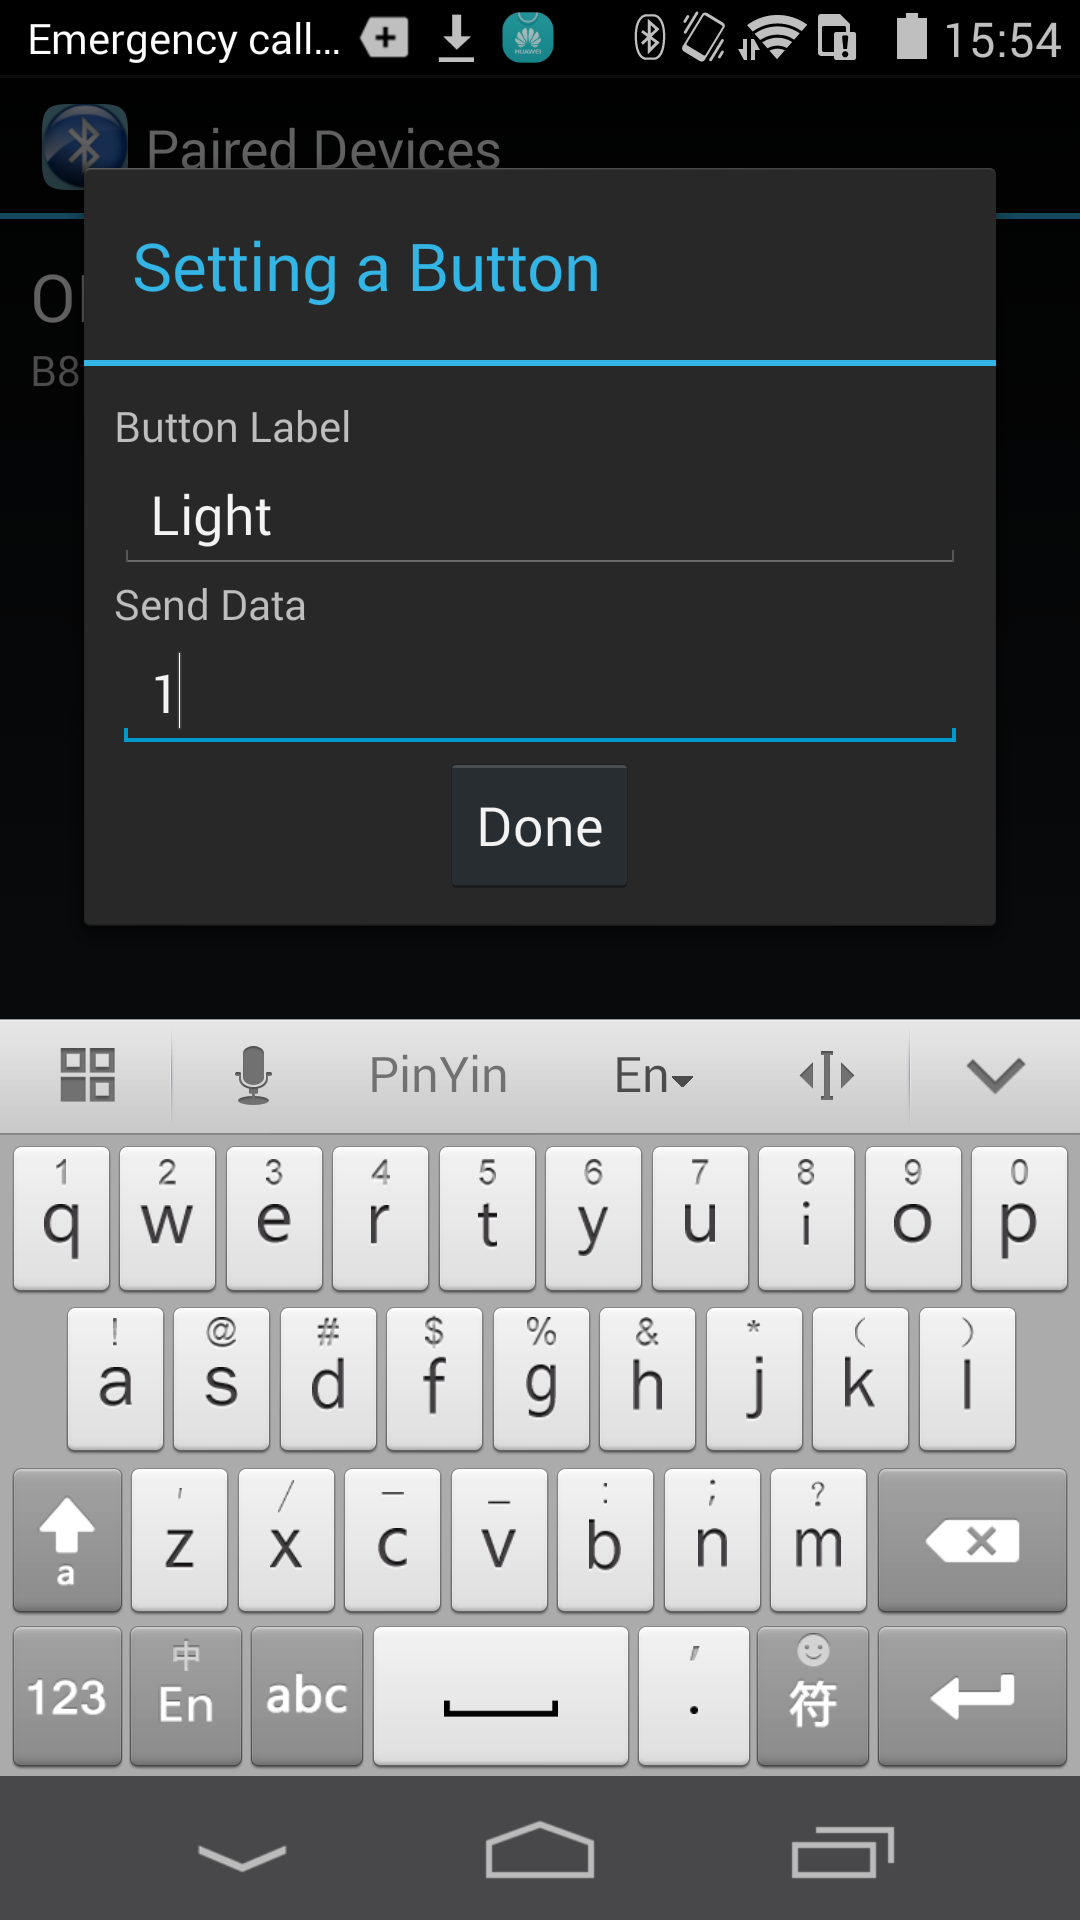 Emergency call... 15:54
HUAWEI
Paired Devices
Setting a Button
B8
Button Label
Light
Send Data
1
Done
PinYin En
1 2 3 4 5 6 7 8 9 0
q w e r t y u i o p
! @ # $ % & * ( )
a s d f g h j k l
' / — _ : ; ?
a z x c v b n m
中 ,
123 En abc . 符